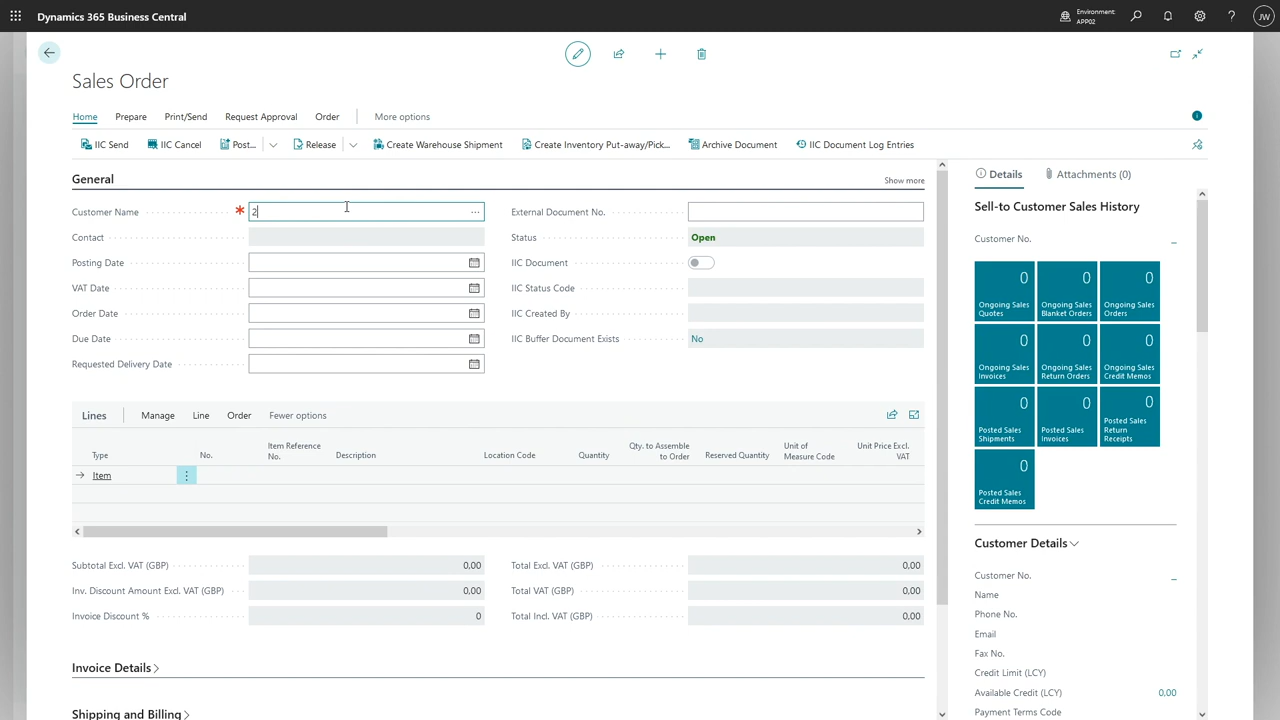 Dynamics 365 Business Central
Environment:
APP02
JW
Sales Order
Home
Prepare
Print/Send
Request Approval
Order
More options
IIC Send
IIC Cancel
Post...
Release
Create Warehouse Shipment
Create Inventory Put-away/Pick...
Archive Document
IIC Document Log Entries
General
Show more
Customer Name
2
Contact
Posting Date
VAT Date
Order Date
Due Date
Requested Delivery Date
External Document No.
Status
Open
IIC Document
IIC Status Code
IIC Created By
IIC Buffer Document Exists
No
Lines
Manage
Line
Order
Fewer options
Type
No.
Item Reference
No.
Description
Location Code
Quantity
Qty. to Assemble
to Order
Reserved Quantity
Unit of
Measure Code
Unit Price Excl.
VAT
Item
Subtotal Excl. VAT (GBP)
0,00
Inv. Discount Amount Excl. VAT (GBP)
0,00
Invoice Discount %
0
Total Excl. VAT (GBP)
0,00
Total VAT (GBP)
0,00
Total Incl. VAT (GBP)
0,00
Invoice Details
Shipping and Billing
Details
Attachments (0)
Sell-to Customer Sales History
Customer No.
0
Ongoing Sales
Quotes
0
Ongoing Sales
Blanket Orders
0
Ongoing Sales
Orders
0
Ongoing Sales
Invoices
0
Ongoing Sales
Return Orders
0
Ongoing Sales
Credit Memos
0
Posted Sales
Shipments
0
Posted Sales
Invoices
0
Posted Sales
Return
Receipts
0
Posted Sales
Credit Memos
Customer Details
Customer No.
Name
Phone No.
Email
Fax No.
Credit Limit (LCY)
Available Credit (LCY)
0,00
Payment Terms Code